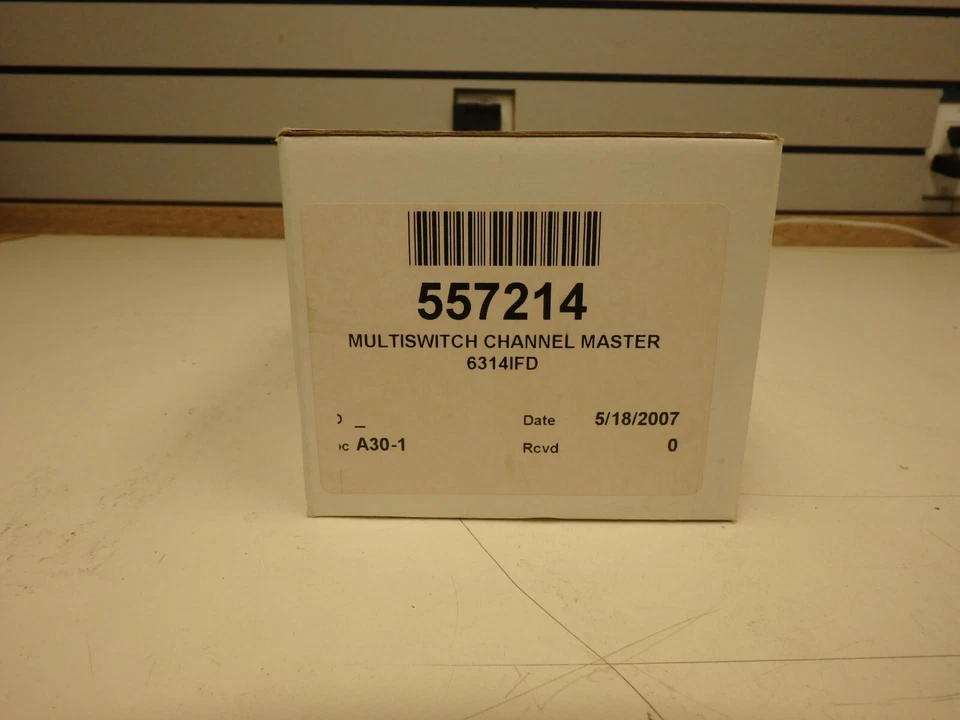 557214
MULTISWITCH CHANNEL MASTER
6314IFD
_ Date 5/18/2007
A30-1 Rcvd 0